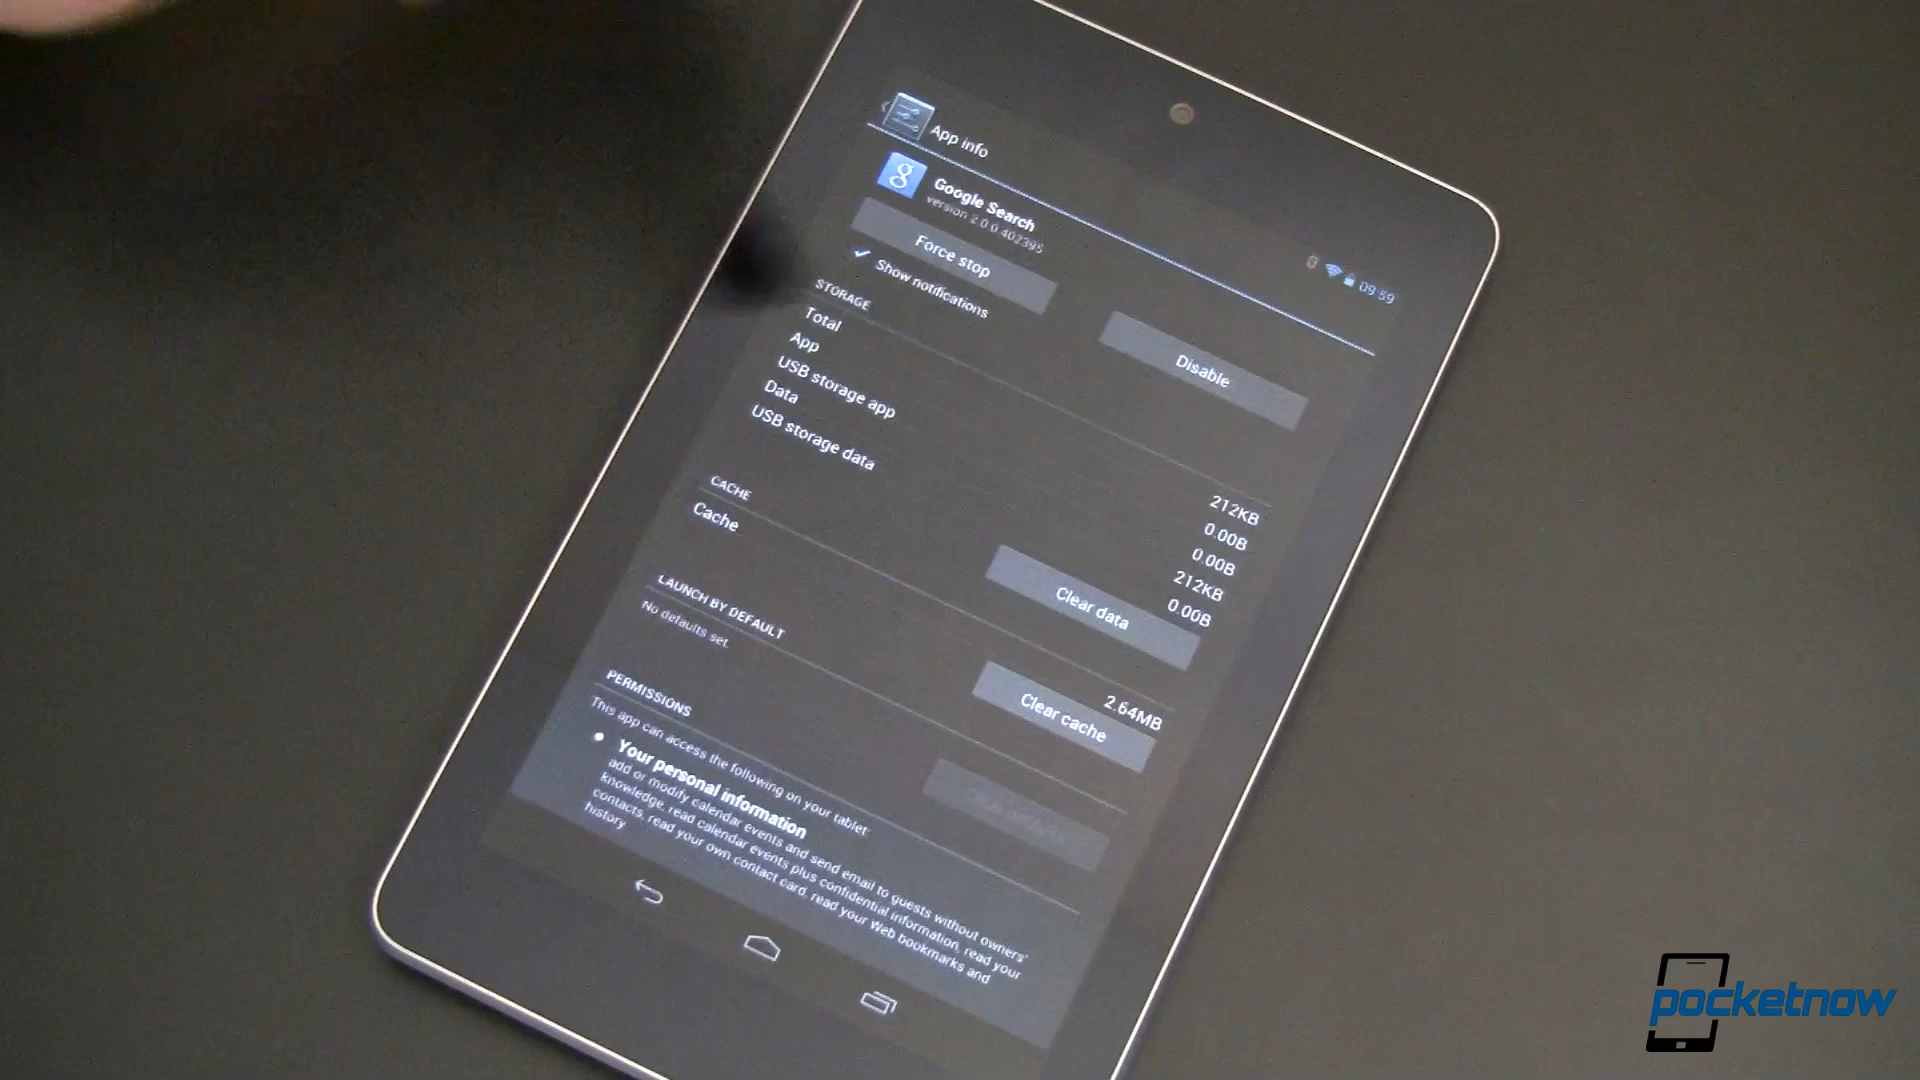 App info
09:59
g
Google Search
version 2.0.0.402395
Force stop
Disable
Show notifications
STORAGE
Total 212KB
App 0.00B
USB storage app 0.00B
Data 212KB
USB storage data 0.00B
Clear data
CACHE
Cache 2.64MB
Clear cache
LAUNCH BY DEFAULT
No defaults set.
Clear defaults
PERMISSIONS
This app can access the following on your tablet:
Your personal information
add or modify calendar events and send email to guests without owners'
knowledge, read calendar events plus confidential information, read your
contacts, read your own contact card, read your Web bookmarks and
history
pocketnow